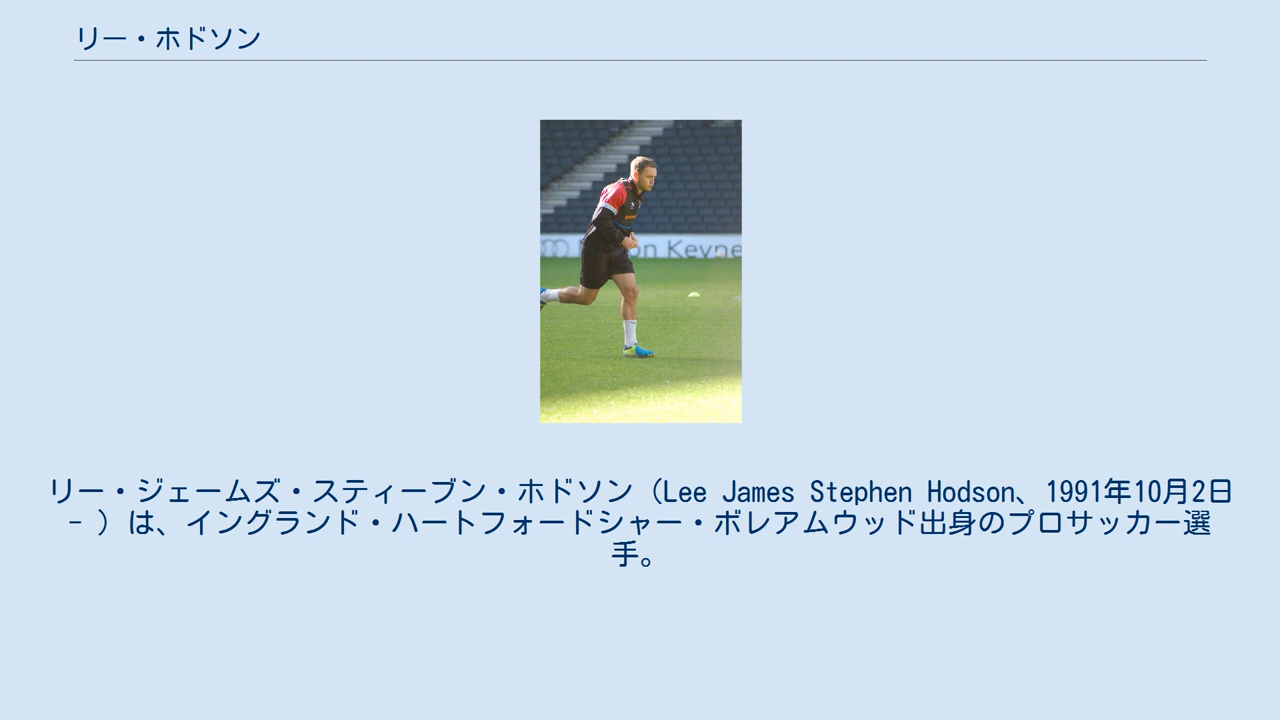 リー・ホドソン
on Keyne
リー・ジェームズ・スティーブン・ホドソン（Lee James Stephen Hodson、1991年10月2日
- ）は、イングランド・ハートフォードシャー・ボレアムウッド出身のプロサッカー選
手。